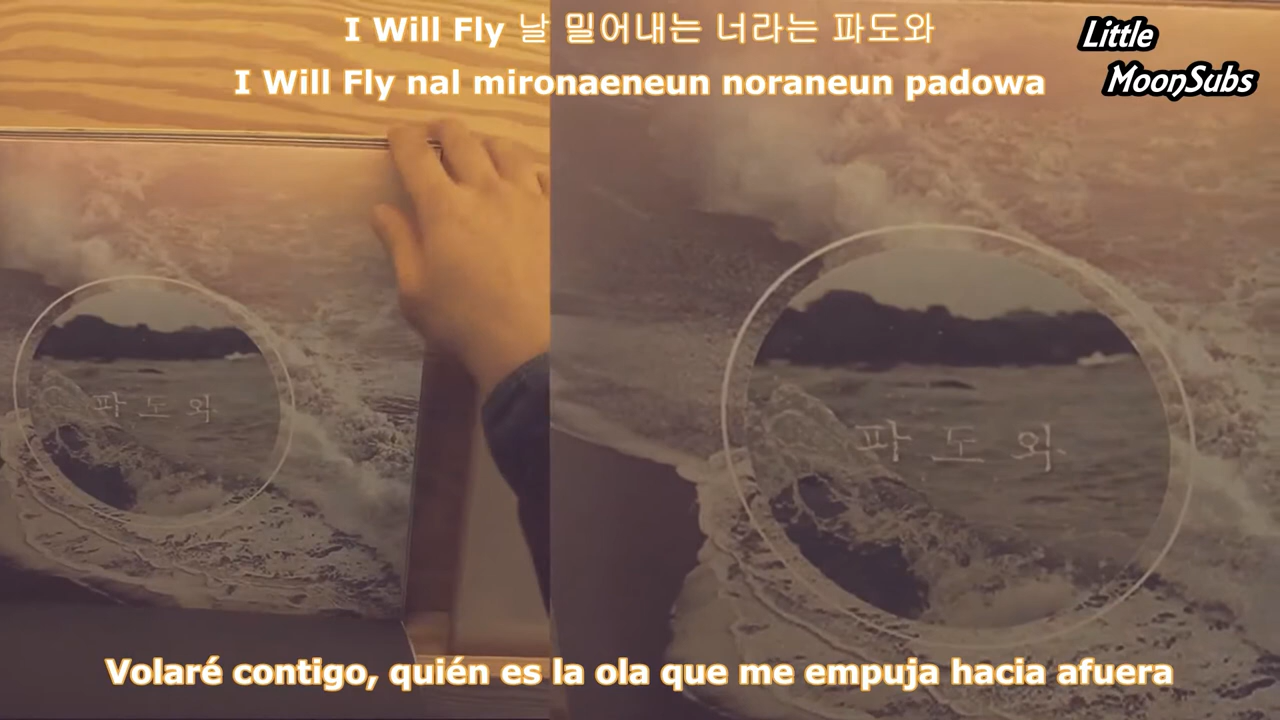 I Will Fly 날 밀어내는 너라는 파도와
I Will Fly nal mironaeneun noraneun padowa
Little
MoonSubs
파도와
파도와
Volaré contigo, quién es la ola que me empuja hacia afuera